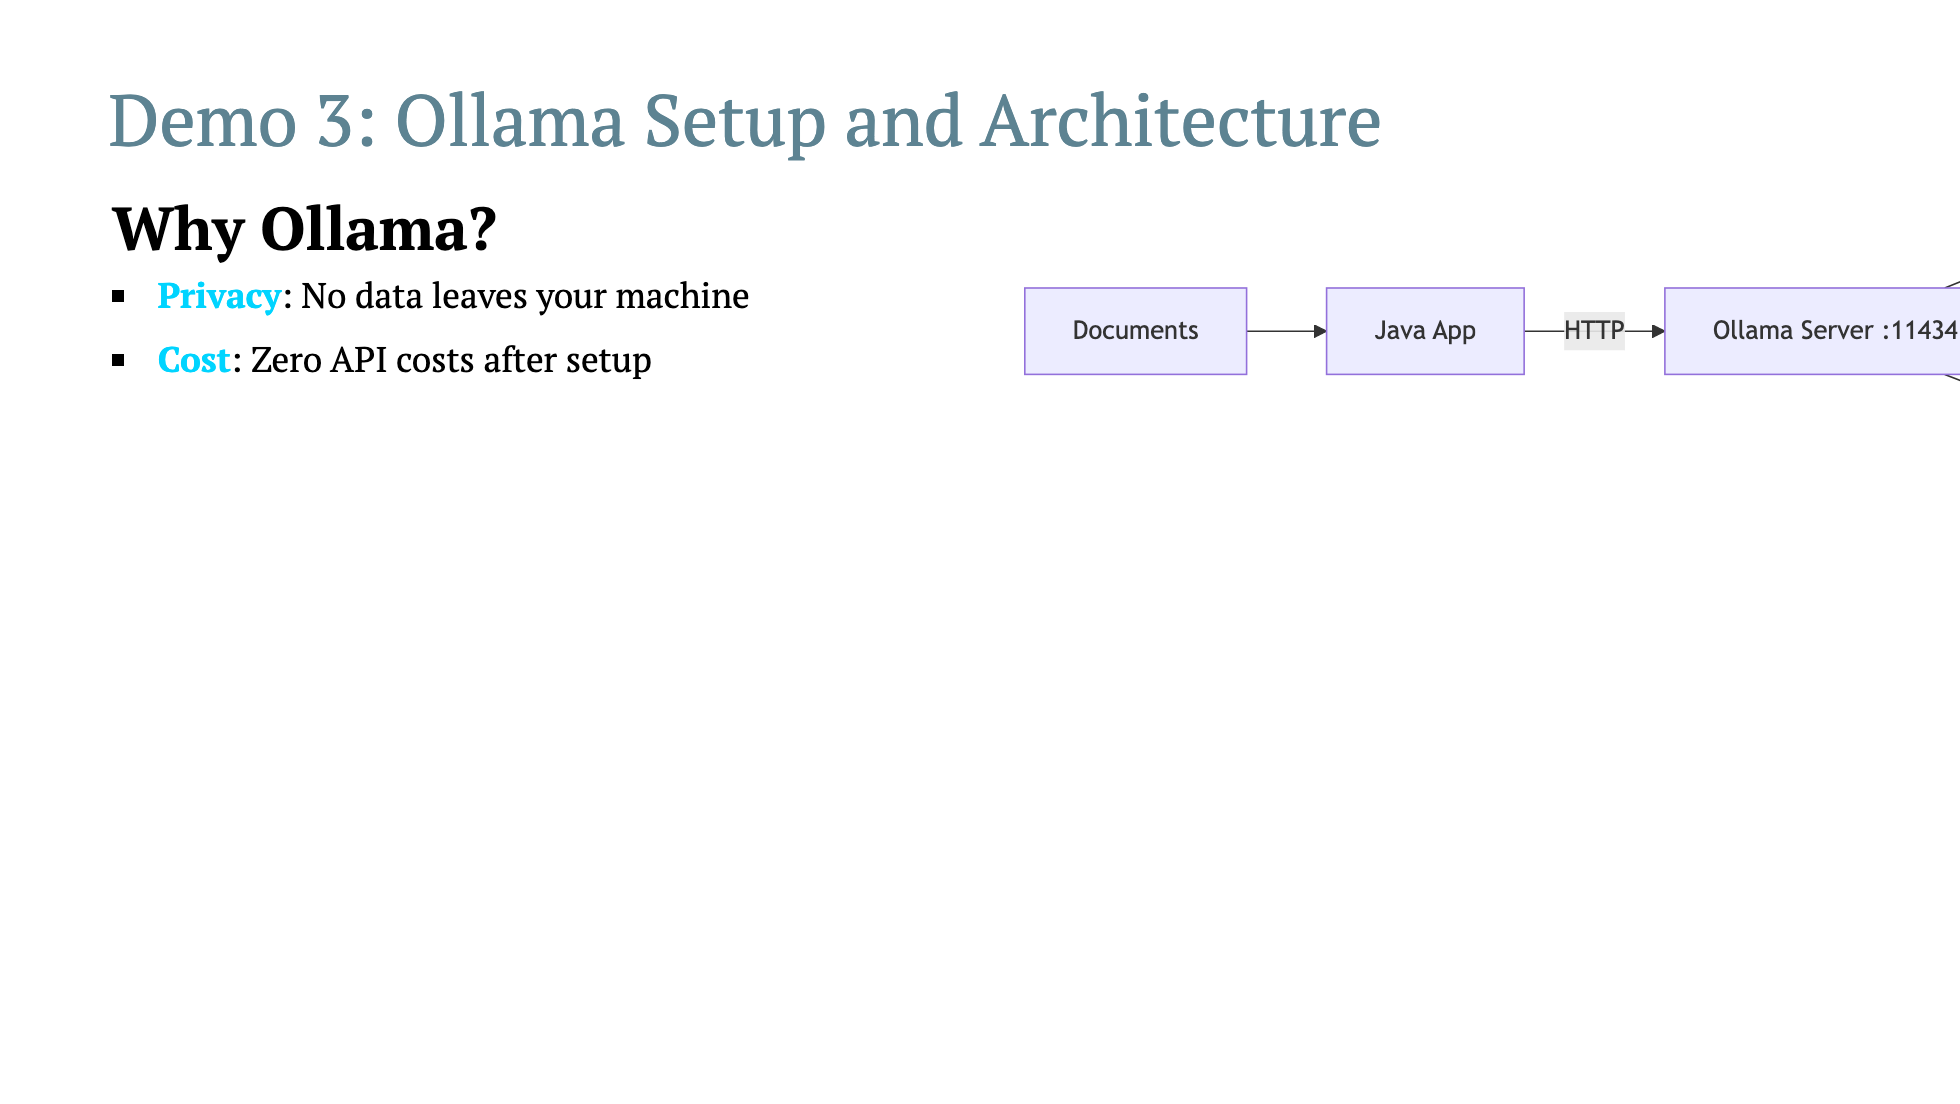 Demo 3: Ollama Setup and Architecture
Why Ollama?
Privacy: No data leaves your machine
Cost: Zero API costs after setup
Documents
Java App
HTTP
Ollama Server :11434